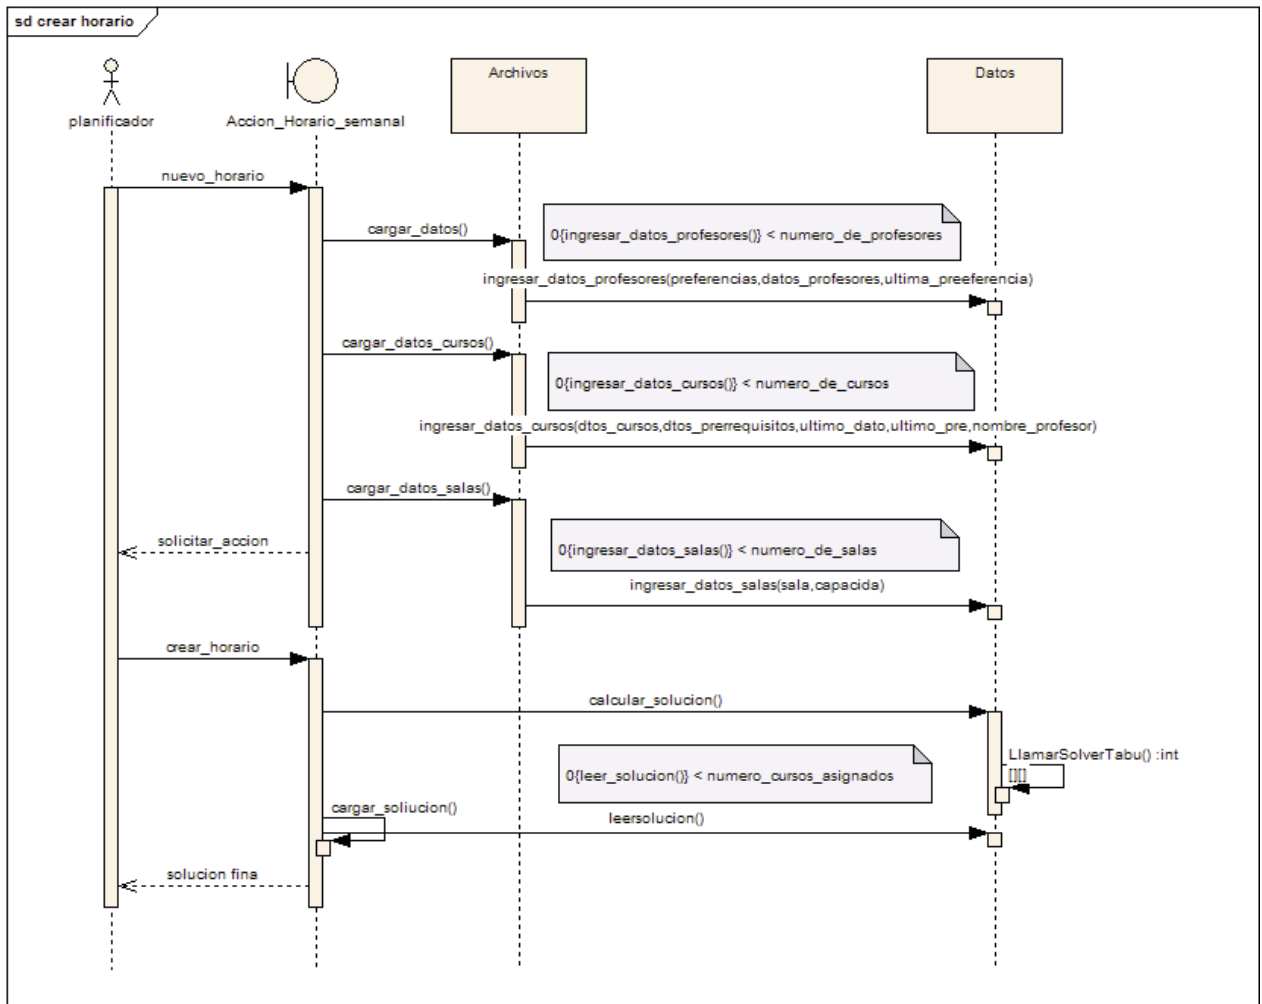 sd crear horario
planificador
Accion_Horario_semanal
Archivos
Datos
nuevo_horario
cargar_datos()
0{ingresar_datos_profesores()} < numero_de_profesores
ingresar_datos_profesores(preferencias,datos_profesores,ultima_preeferencia)
cargar_datos_cursos()
0{ingresar_datos_cursos()} < numero_de_cursos
ingresar_datos_cursos(dtos_cursos,dtos_prerrequisitos,ultimo_dato,ultimo_pre,nombre_profesor)
cargar_datos_salas()
solicitar_accion
0{ingresar_datos_salas()} < numero_de_salas
ingresar_datos_salas(sala,capacida)
crear_horario
calcular_solucion()
LlamarSolverTabu() :int
[][]
0{leer_solucion()} < numero_cursos_asignados
cargar_soliucion()
leersolucion()
solucion fina